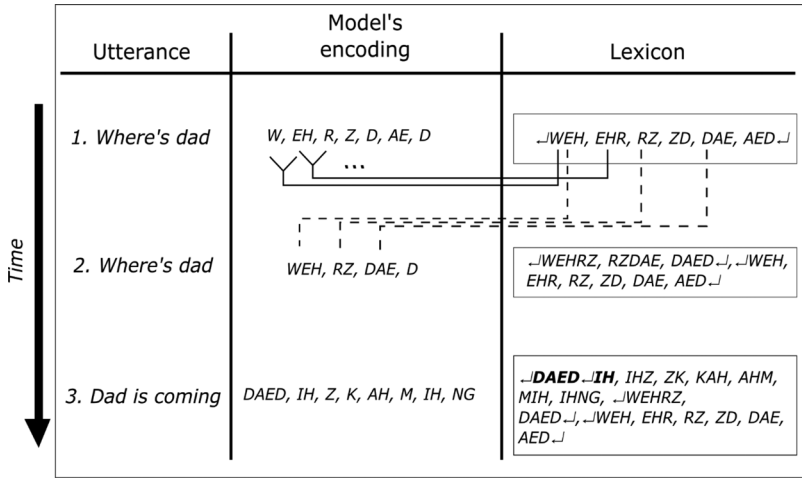 Utterance
Model's
encoding
Lexicon
Time
1. Where's dad
W, EH, R, Z, D, AE, D
...
↲WEH, EHR, RZ, ZD, DAE, AED↲
2. Where's dad
WEH, RZ, DAE, D
↲WEHRZ, RZDAE, DAED↲,↲WEH,
EHR, RZ, ZD, DAE, AED↲
3. Dad is coming
DAED, IH, Z, K, AH, M, IH, NG
↲DAED↲IH, IHZ, ZK, KAH, AHM,
MIH, IHNG, ↲WEHRZ,
DAED↲,↲WEH, EHR, RZ, ZD, DAE,
AED↲